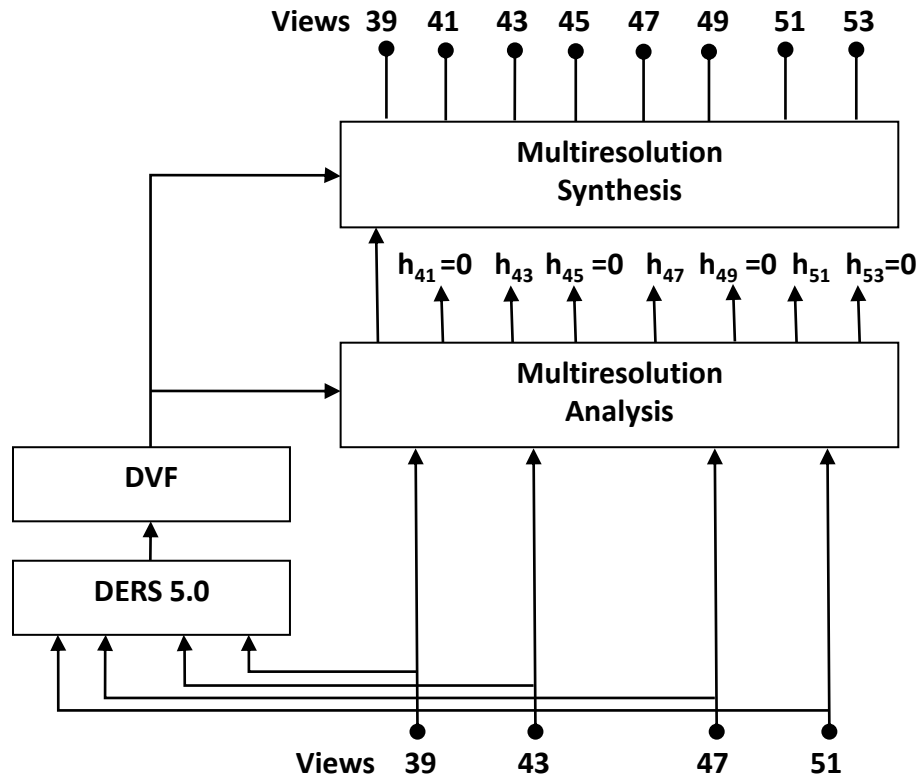 Views 39 41 43 45 47 49 51 53
Multiresolution
Synthesis
h41 =0 h43 h45 =0 h47 h49 =0 h51 h53=0
Multiresolution
Analysis
DVF
DERS 5.0
Views 39 43 47 51